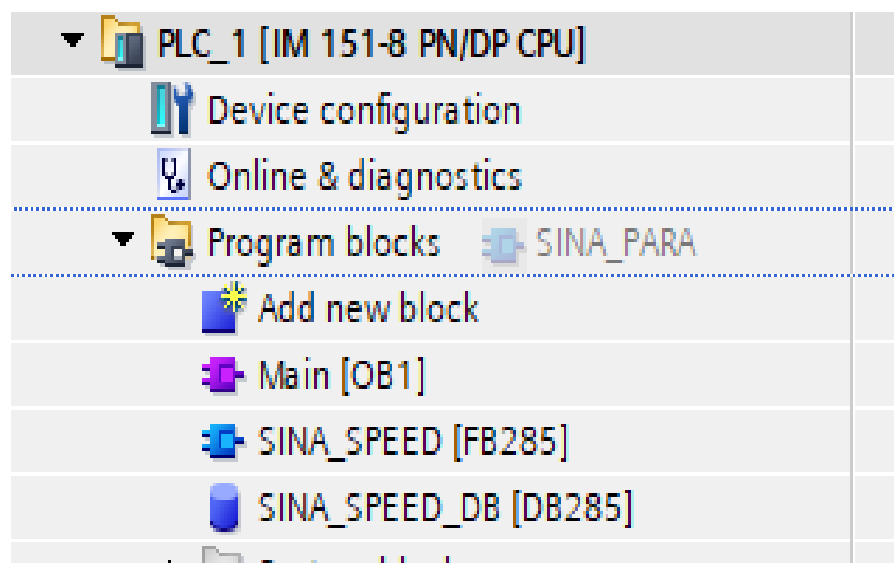 PLC_1 [IM 151-8 PN/DP CPU]
Device configuration
Online & diagnostics
Program blocks SINA_PARA
Add new block
Main [OB1]
SINA_SPEED [FB285]
SINA_SPEED_DB [DB285]